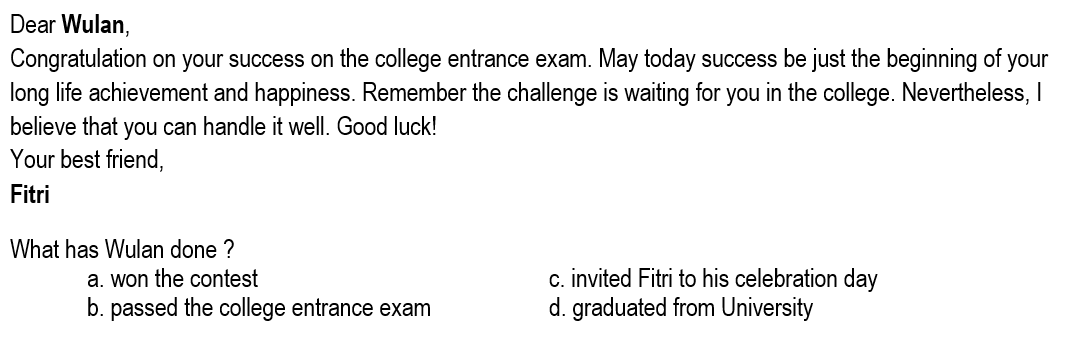 Dear Wulan,
Congratulation on your success on the college entrance exam. May today success be just the beginning of your
long life achievement and happiness. Remember the challenge is waiting for you in the college. Nevertheless, I
believe that you can handle it well. Good luck!
Your best friend,
Fitri
What has Wulan done ?
a. won the contest c. invited Fitri to his celebration day
b. passed the college entrance exam d. graduated from University